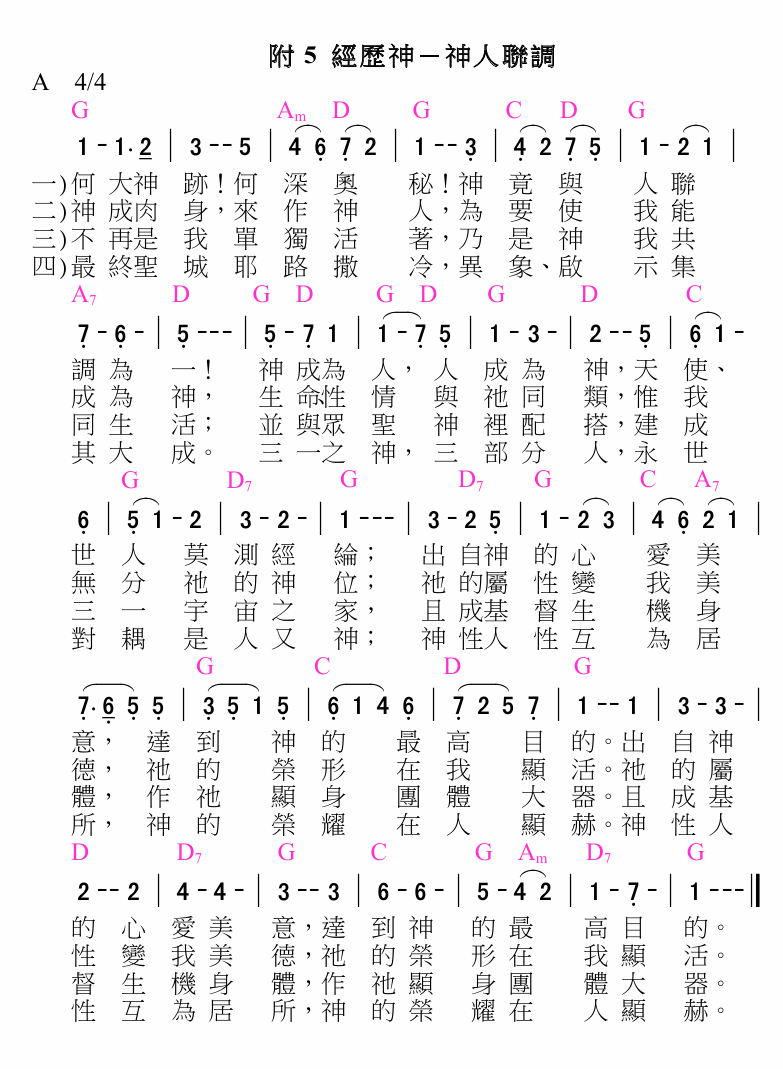 附 5 經歷神－神人聯調
A 4/4
G Am D G C D G
1 - 1. 2 | 3 - - 5 | 4 6 7 2 | 1 - - 3 | 4 2 7 5 | 1 - 2 1 |
一)何 大神 跡！何 深 奧 秘！神 竟 與 人 聯
二)神 成肉 身，來 作 神 人，為 要 使 我 能
三)不 再是 我 單 獨 活 著，乃 是 神 我 共
四)最 終聖 城 耶 路 撒 冷，異 象、啟 示 集
A7 D G D G D G D C
7 - 6 - | 5 - - - | 5 - 7 1 | 1 - 7 5 | 1 - 3 - | 2 - - 5 | 6 1 -
調 為 一！ 神 成為 人， 人 成 為 神，天 使、
成 為 神， 生 命性 情 與 祂 同 類，惟 我
同 生 活； 並 與眾 聖 神 裡 配 搭，建 成
其 大 成。 三 一之 神， 三 部 分 人，永 世
G D7 G D7 G C A7
6 | 5 1 - 2 | 3 - 2 - | 1 - - - | 3 - 2 5 | 1 - 2 3 | 4 6 2 1 |
世 人 莫 測 經 綸； 出 自神 的 心 愛 美
無 分 祂 的 神 位； 祂 的屬 性 變 我 美
三 一 宇 宙 之 家， 且 成基 督 生 機 身
對 耦 是 人 又 神； 神 性人 性 互 為 居
G C D G
7. 6 5 5 | 3 5 1 5 | 6 1 4 6 | 7 2 5 7 | 1 - - 1 | 3 - 3 - |
意， 達 到 神 的 最 高 目 的。出 自 神
德， 祂 的 榮 形 在 我 顯 活。祂 的 屬
體， 作 祂 顯 身 團 體 大 器。且 成 基
所， 神 的 榮 耀 在 人 顯 赫。神 性 人
D D7 G C G Am D7 G
2 - - 2 | 4 - 4 - | 3 - - 3 | 6 - 6 - | 5 - 4 2 | 1 - 7 - | 1 - - - ‖
的 心 愛 美 意，達 到 神 的 最 高 目 的。
性 變 我 美 德，祂 的 榮 形 在 我 顯 活。
督 生 機 身 體，作 祂 顯 身 團 體 大 器。
性 互 為 居 所，神 的 榮 耀 在 人 顯 赫。